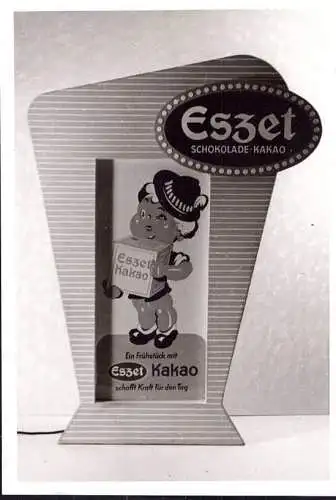 Eszet
SCHOKOLADE-KAKAO
Eszet
Kakao
Ein Frühstück mit
Eszet Kakao
schafft Kraft für den Tag